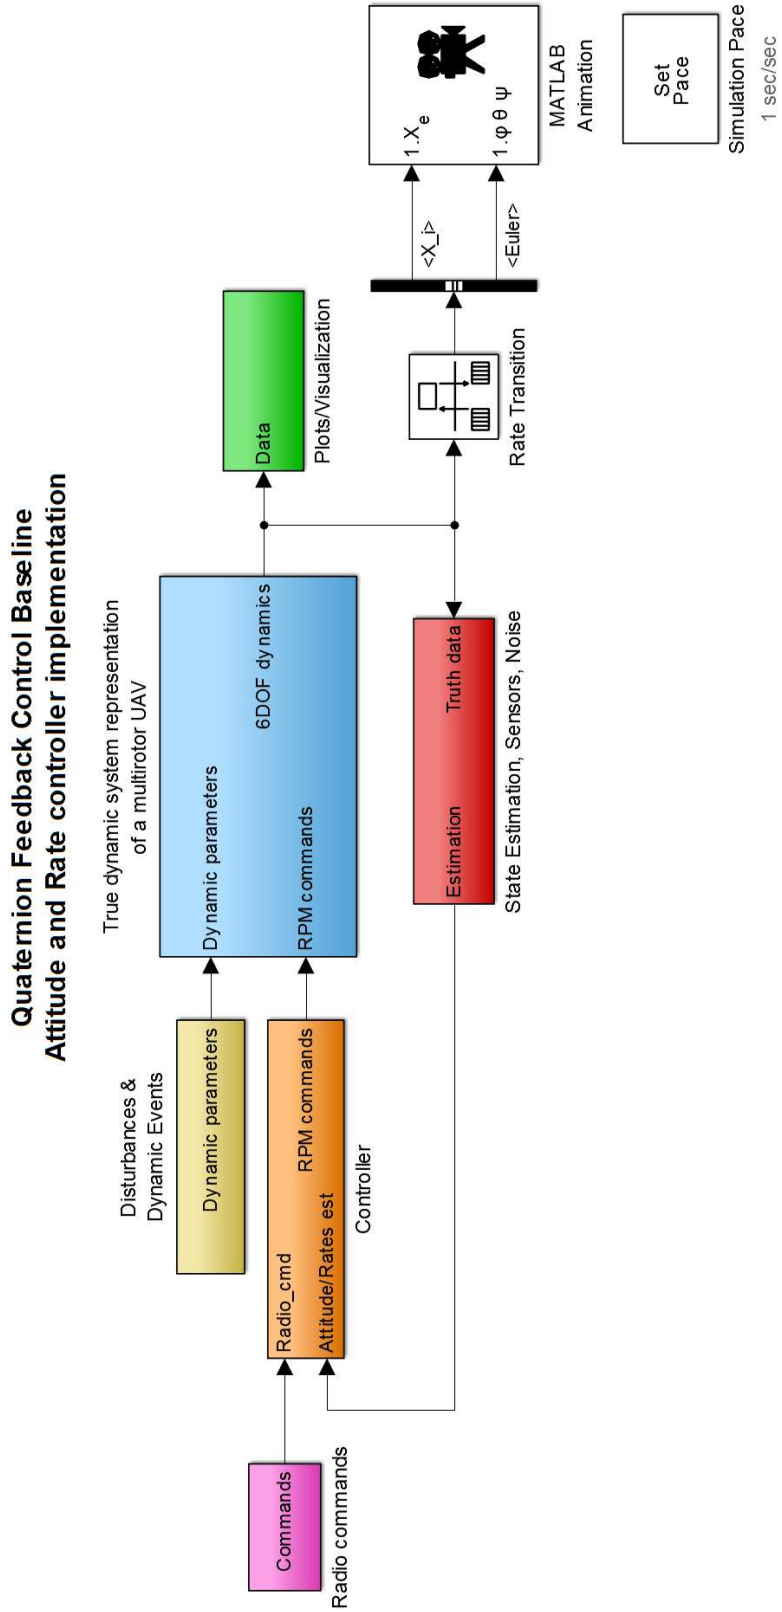 Quaternion Feedback Control Baseline
Attitude and Rate controller implementation
Commands
Radio commands
Disturbances &
Dynamic Events
Dynamic parameters
Radio_cmd
Attitude/Rates est
RPM commands
Controller
True dynamic system representation
of a multirotor UAV
Dynamic parameters
RPM commands
6DOF dynamics
Estimation
Truth data
State Estimation, Sensors, Noise
Data
Plots/Visualization
Rate Transition
<X_i>
<Euler>
1.Xe
1.φ θ ψ
MATLAB
Animation
Set
Pace
Simulation Pace
1 sec/sec